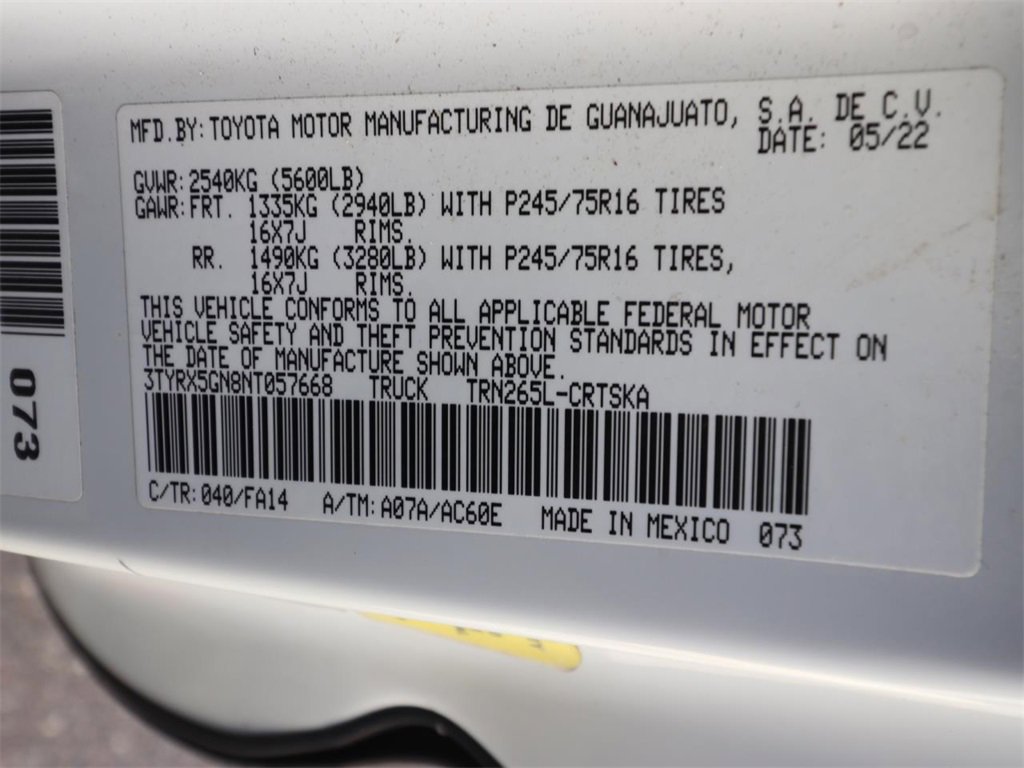 MFD.BY:TOYOTA MOTOR MANUFACTURING DE GUANAJUATO, S.A. DE C.V.
DATE: 05/22
GVWR:2540KG (5600LB)
GAWR:FRT. 1335KG (2940LB) WITH P245/75R16 TIRES
16X7J RIMS.
RR. 1490KG (3280LB) WITH P245/75R16 TIRES,
16X7J RIMS.
THIS VEHICLE CONFORMS TO ALL APPLICABLE FEDERAL MOTOR
VEHICLE SAFETY AND THEFT PREVENTION STANDARDS IN EFFECT ON
THE DATE OF MANUFACTURE SHOWN ABOVE.
3TYRX5GN8NT057668 TRUCK TRN265L-CRTSKA
C/TR:040/FA14 A/TM:A07A/AC60E MADE IN MEXICO 073
073